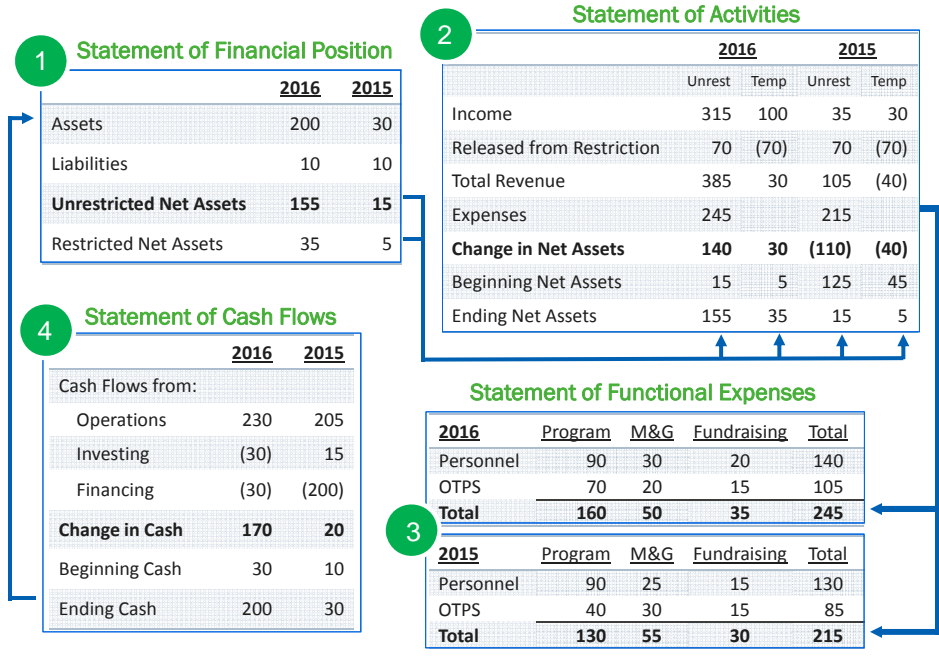 1
Statement of Financial Position
2016 2015
Assets 200 30
Liabilities 10 10
Unrestricted Net Assets 155 15
Restricted Net Assets 35 5
2
Statement of Activities
2016 2015
Unrest Temp Unrest Temp
Income 315 100 35 30
Released from Restriction 70 (70) 70 (70)
Total Revenue 385 30 105 (40)
Expenses 245 215
Change in Net Assets 140 30 (110) (40)
Beginning Net Assets 15 5 125 45
Ending Net Assets 155 35 15 5
4
Statement of Cash Flows
2016 2015
Cash Flows from:
Operations 230 205
Investing (30) 15
Financing (30) (200)
Change in Cash 170 20
Beginning Cash 30 10
Ending Cash 200 30
Statement of Functional Expenses
2016 Program M&G Fundraising Total
Personnel 90 30 20 140
OTPS 70 20 15 105
Total 160 50 35 245
3
2015 Program M&G Fundraising Total
Personnel 90 25 15 130
OTPS 40 30 15 85
Total 130 55 30 215